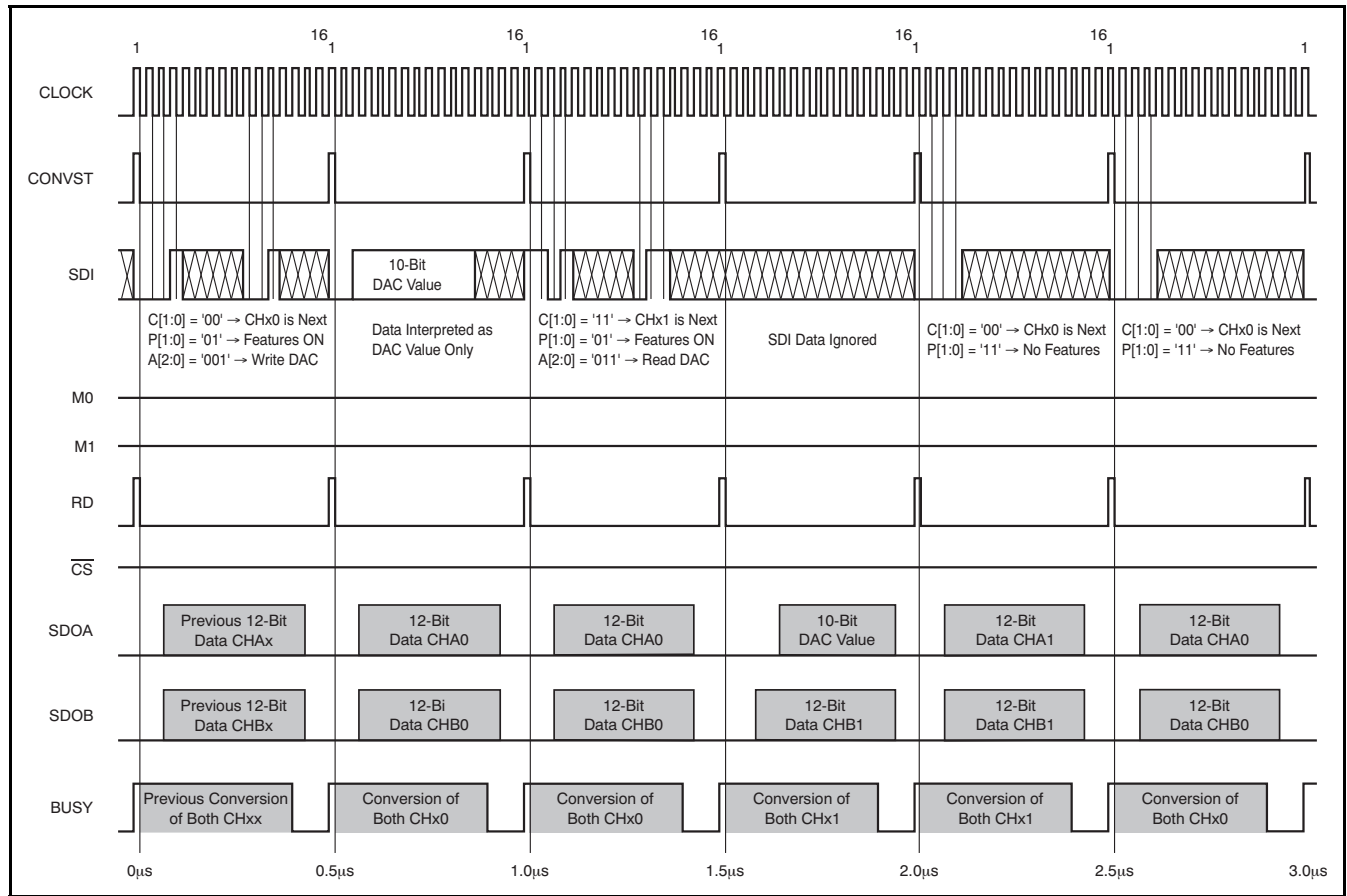 1 16 1 16 1 16 1 16 1 16 1 1
CLOCK
CONVST
SDI
10-Bit
DAC Value
C[1:0] = '00' → CHx0 is Next
P[1:0] = '01' → Features ON
A[2:0] = '001' → Write DAC
Data Interpreted as
DAC Value Only
C[1:0] = '11' → CHx1 is Next
P[1:0] = '01' → Features ON
A[2:0] = '011' → Read DAC
SDI Data Ignored
C[1:0] = '00' → CHx0 is Next
P[1:0] = '11' → No Features
C[1:0] = '00' → CHx0 is Next
P[1:0] = '11' → No Features
M0
M1
RD
CS
SDOA
Previous 12-Bit
Data CHAx
12-Bit
Data CHA0
12-Bit
Data CHA0
10-Bit
DAC Value
12-Bit
Data CHA1
12-Bit
Data CHA0
SDOB
Previous 12-Bit
Data CHBx
12-Bi
Data CHB0
12-Bit
Data CHB0
12-Bit
Data CHB1
12-Bit
Data CHB1
12-Bit
Data CHB0
BUSY
Previous Conversion
of Both CHxx
Conversion of
Both CHx0
Conversion of
Both CHx0
Conversion of
Both CHx1
Conversion of
Both CHx1
Conversion of
Both CHx0
0µs 0.5µs 1.0µs 1.5µs 2.0µs 2.5µs 3.0µs